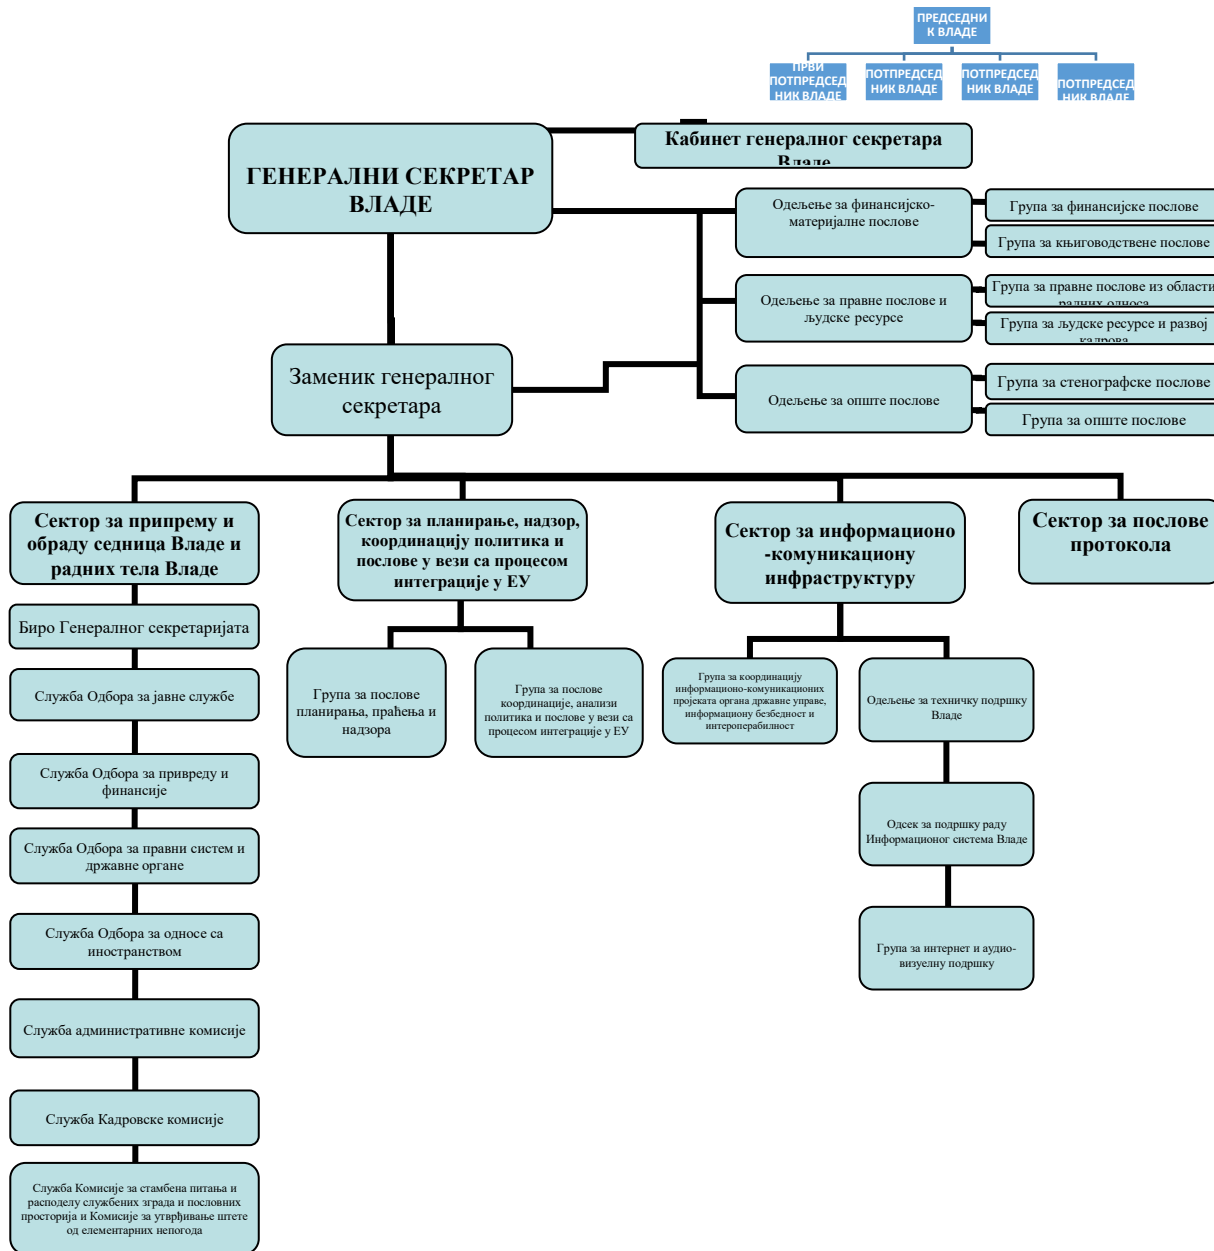 ПРЕДСЕДНИ
К ВЛАДЕ
ПРВИ
ПОТПРЕДСЕД
НИК ВЛАДЕ
ПОТПРЕДСЕД
НИК ВЛАДЕ
ПОТПРЕДСЕД
НИК ВЛАДЕ
ПОТПРЕДСЕД
НИК ВЛАДЕ
Кабинет генералног секретара
Владе
ГЕНЕРАЛНИ СЕКРЕТАР
ВЛАДЕ
Одељење за финансијско-
материјалне послове
Група за финансијске послове
Група за књиговодствене послове
Одељење за правне послове и
људске ресурсе
Група за правне послове из области
радних односа
Група за људске ресурсе и развој
кадрова
Заменик генералног
секретара
Одељење за опште послове
Група за стенографске послове
Група за опште послове
Сектор за припрему и
обраду седница Владе и
радних тела Владе
Сектор за планирање, надзор,
координацију политика и
послове у вези са процесом
интеграције у ЕУ
Сектор за информационо
-комуникациону
инфраструктуру
Сектор за послове
протокола
Биро Генералног секретаријата
Служба Одбора за јавне службе
Служба Одбора за привреду и
финансије
Служба Одбора за правни систем и
државне органе
Служба Одбора за односе са
иностранством
Служба административне комисије
Служба Кадровске комисије
Служба Комисије за стамбена питања и
расподелу службених зграда и пословних
просторија и Комисије за утврђивање штете
од елементарних непогода
Група за послове
планирања, праћења и
надзора
Група за послове
координације, анализи
политика и послове у вези са
процесом интеграције у ЕУ
Група за координацију
информационо-комуникационих
пројеката органа државне управе,
информациону безбедност и
интероперабилност
Одељење за техничку подршку
Владе
Одсек за подршку раду
Информационог система Владе
Група за интернет и аудио-
визуелну подршку